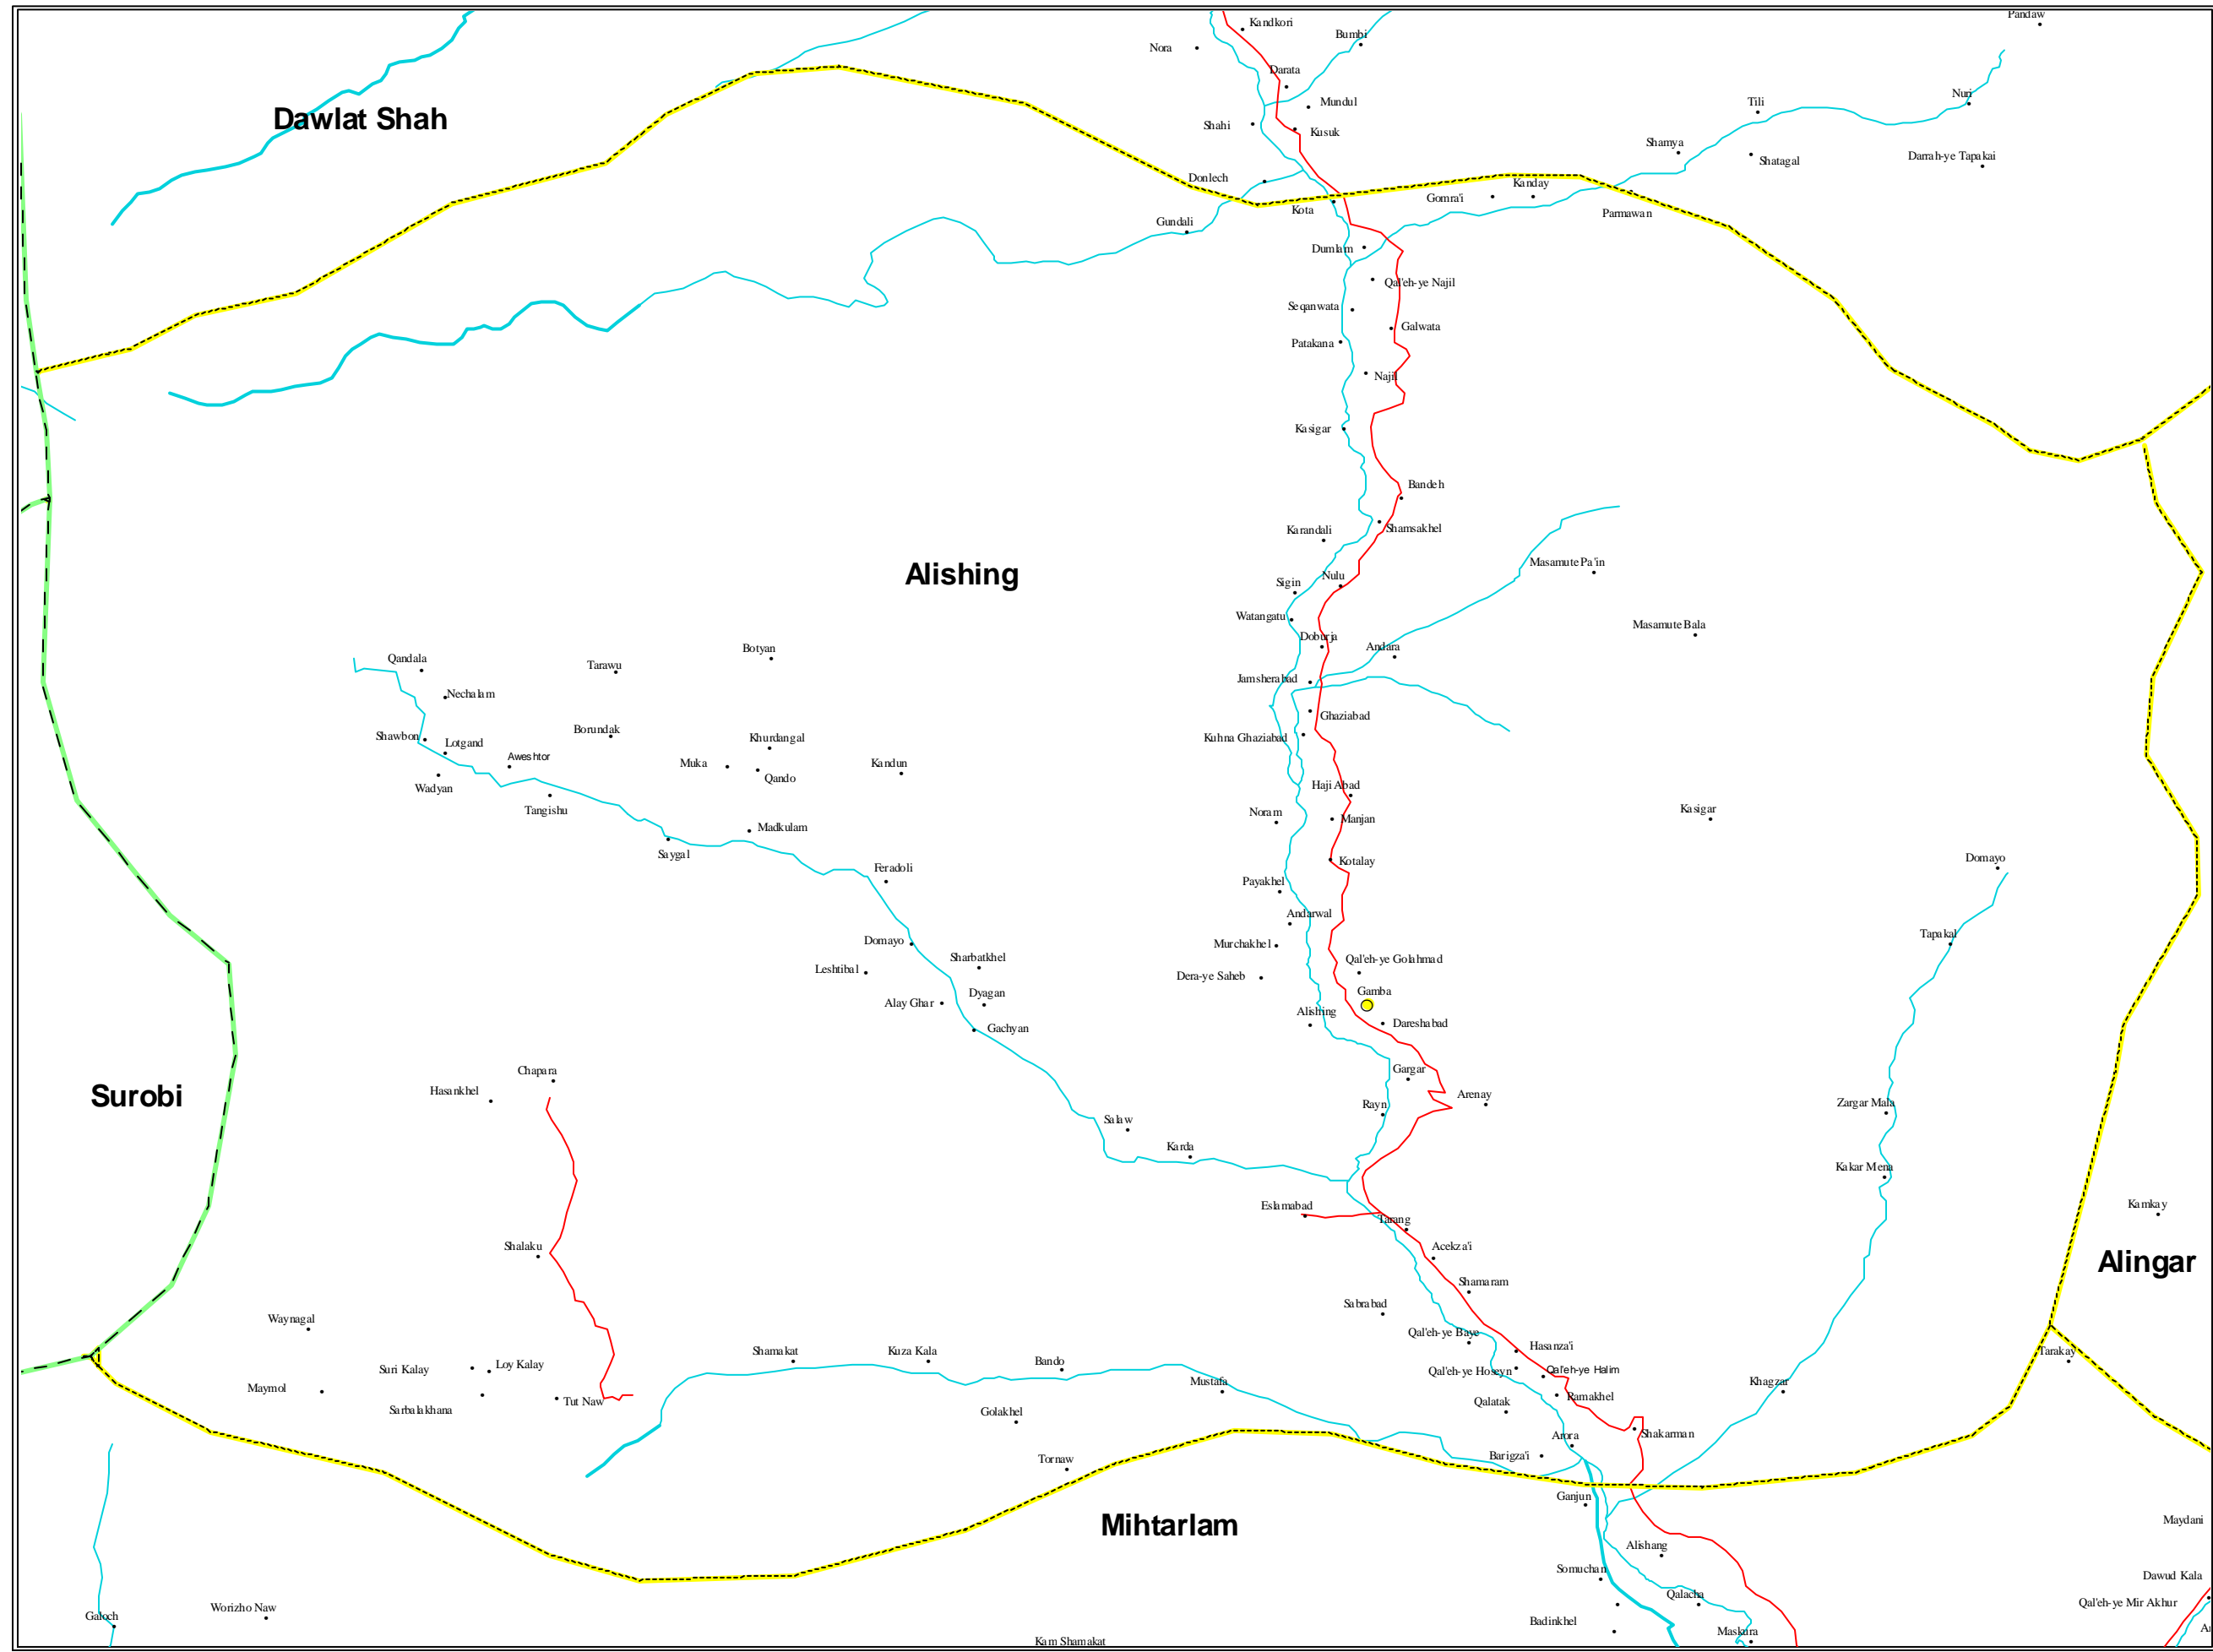 Pandaw
Kandkori
Bumbi
Nora
Darata
Nuri
Mundul
Tili
Dawlat Shah
Shahi
Kusuk
Shamya
Shatagal
Darrah-ye Tapakai
Donlech
Kanday
Gomra'i
Kota
Parmawan
Gundali
Dumlam
Qal'eh-ye Najil
Seqanwata
Galwata
Patakana
Najil
Kasigar
Bandeh
Shamsakhel
Karandali
Masamute Pa'in
Alishing
Nulu
Sigin
Watangatu
Masamute Bala
Doburja
Andara
Botyan
Qandala
Tarawu
Jamsherabad
Nechalam
Ghaziabad
Borundak
Shawbon
Khurdangal
Kuhna Ghaziabad
Lotgand
Aweshtor
Muka
Kandun
Qando
Wadyan
Haji Abad
Tangishu
Noram
Manjan
Kasigar
Madkulam
Saygal
Kotalay
Domayo
Feradoli
Payakhel
Andarwal
Tapakal
Domayo
Murchakhel
Sharbatkhel
Qal'eh-ye Golahmad
Leshtibal
Dera-ye Saheb
Gamba
Dyagan
Alay Ghar
Alishing
Dareshabad
Gachyan
Chapara
Gargar
Hasankhel
Surobi
Arenay
Rayn
Zargar Mala
Salaw
Karda
Kakar Mena
Eslamabad
Kamkay
Tarang
Shalaku
Acekza'i
Alingar
Shamaram
Sabrabad
Waynagal
Qal'eh-ye Baye
Hasanza'i
Shamakat
Kuza Kala
Tarakay
Bando
Suri Kalay
Loy Kalay
Qal'eh-ye Hoseyn
Qal'eh-ye Halim
Maymol
Mustafa
Khagzar
Ramakhel
Sarbalakhana
Tut Naw
Qalatak
Golakhel
Shakarman
Arora
Barigza'i
Tornaw
Ganjun
Mihtarlam
Maydani
Alishang
Somuchan
Dawud Kala
Qalacha
Qal'eh-ye Mir Akhur
Worizho Naw
Galoch
Badinkhel
Maskura
Kam Shamakat